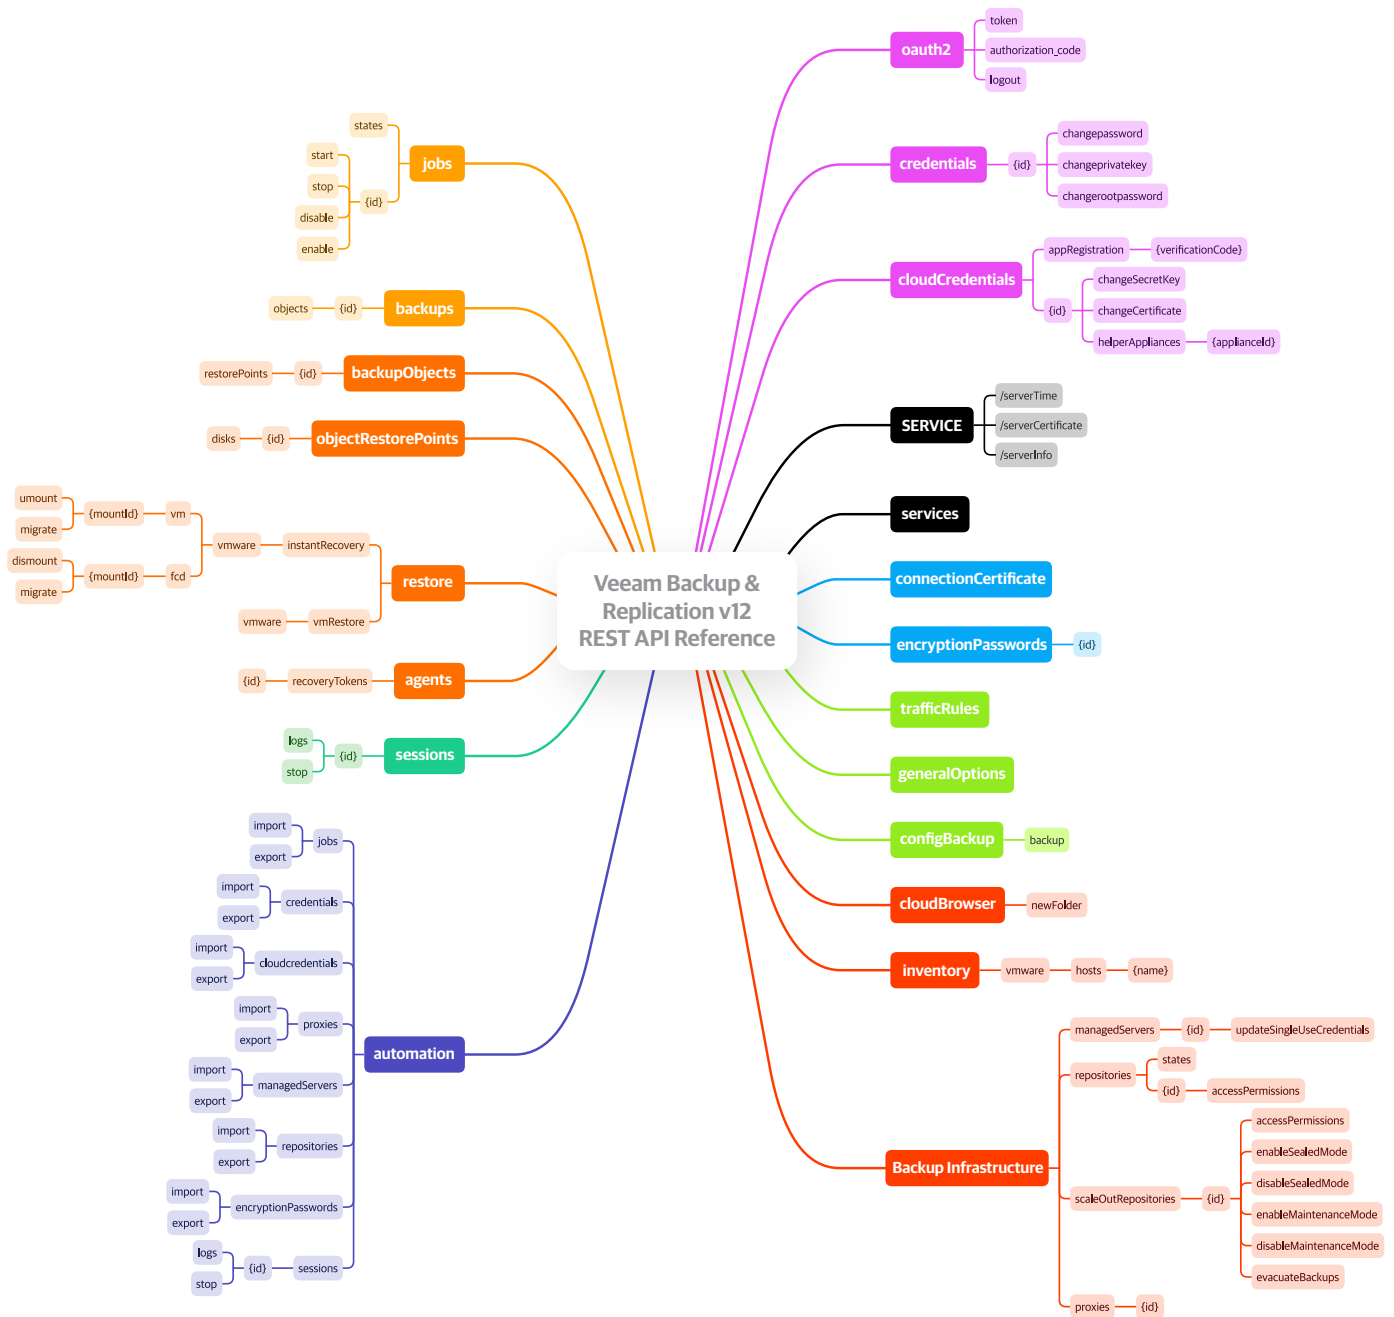 Veeam Backup &
Replication v12
REST API Reference
oauth2
token
authorization_code
logout
credentials
{id}
changepassword
changeprivatekey
changerootpassword
cloudCredentials
appRegistration
{verificationCode}
{id}
changeSecretKey
changeCertificate
helperAppliances
{applianceId}
SERVICE
/serverTime
/serverCertificate
/serverInfo
services
connectionCertificate
encryptionPasswords
{id}
trafficRules
generalOptions
configBackup
backup
cloudBrowser
newFolder
inventory
vmware
hosts
{name}
Backup Infrastructure
managedServers
{id}
updateSingleUseCredentials
repositories
states
{id}
accessPermissions
scaleOutRepositories
{id}
accessPermissions
enableSealedMode
disableSealedMode
enableMaintenanceMode
disableMaintenanceMode
evacuateBackups
proxies
{id}
jobs
states
{id}
start
stop
disable
enable
backups
{id}
objects
backupObjects
{id}
restorePoints
objectRestorePoints
{id}
disks
restore
instantRecovery
vmware
vm
{mountId}
umount
migrate
fcd
{mountId}
dismount
migrate
vmRestore
vmware
agents
recoveryTokens
{id}
sessions
{id}
logs
stop
automation
jobs
import
export
credentials
import
export
cloudcredentials
import
export
proxies
import
export
managedServers
import
export
repositories
import
export
encryptionPasswords
import
export
sessions
{id}
logs
stop